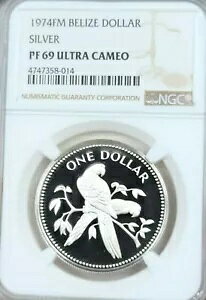 1974FM BELIZE DOLLAR
SILVER
PF 69 ULTRA CAMEO
4747358-014
NUMISMATIC GUARANTY CORPORATION
NGC
ONE DOLLAR